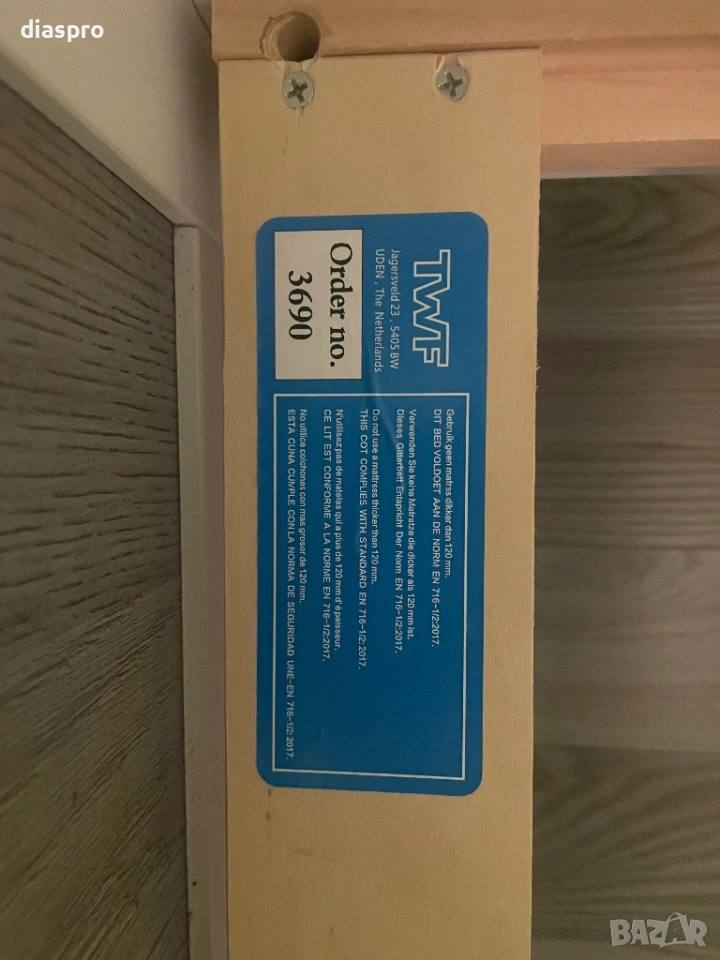 diaspro
TWF
Jagersveld 23 , 5405 BW
UDEN , The Netherlands
Order no.
3690
Gebruik geen matras dikker dan 120 mm.
DIT BED VOLDOET AAN DE NORM EN 716-1/2:2017.
Verwenden Sie keine Matratze die dicker als 120 mm ist.
Dieses Gitterbett Entspricht Der Norm EN 716-1/2:2017.
Do not use a mattress thicker than 120 mm.
THIS COT COMPLIES WITH STANDARD EN 716-1/2: 2017.
N'utilisez pas de matelas qui a plus de 120 mm d' épaisseur.
CE LIT EST CONFORME A LA NORME EN 716-1/2:2017.
No utilice colchones con mas grosor de 120 mm.
ESTA CUNA CUMPLE CON LA NORMA DE SEGURIDAD UNE-EN 716-1/2: 2017.
BAZAR